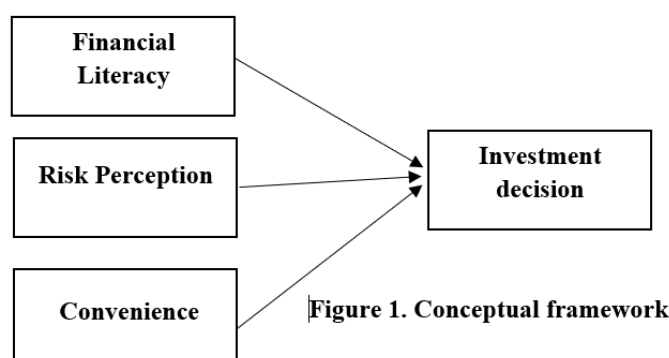 Financial
Literacy
Risk Perception
Investment
decision
Convenience
Figure 1. Conceptual framework